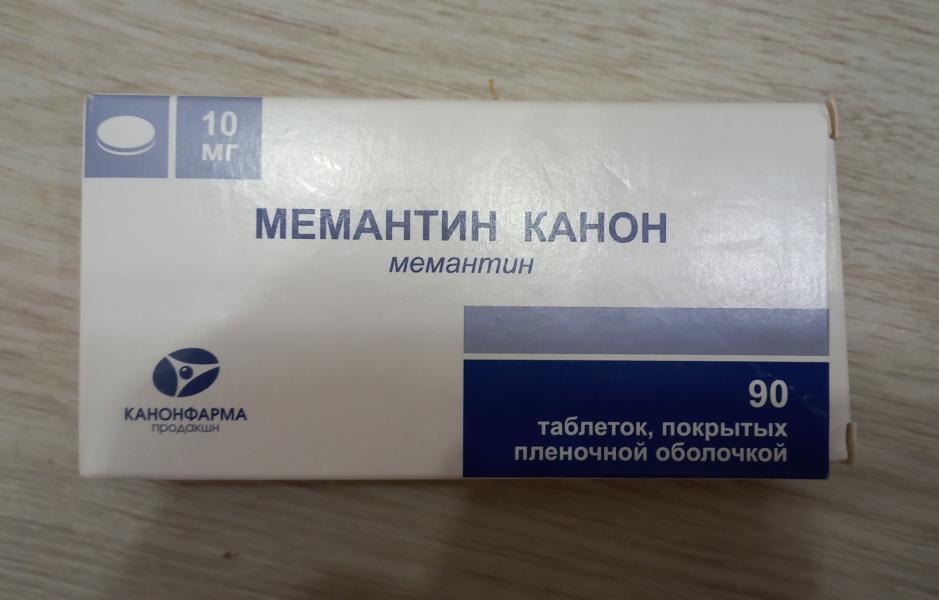 10
мг
МЕМАНТИН КАНОН
мемантин
КАНОНФАРМА
продакшн
90
таблеток, покрытых
пленочной оболочкой